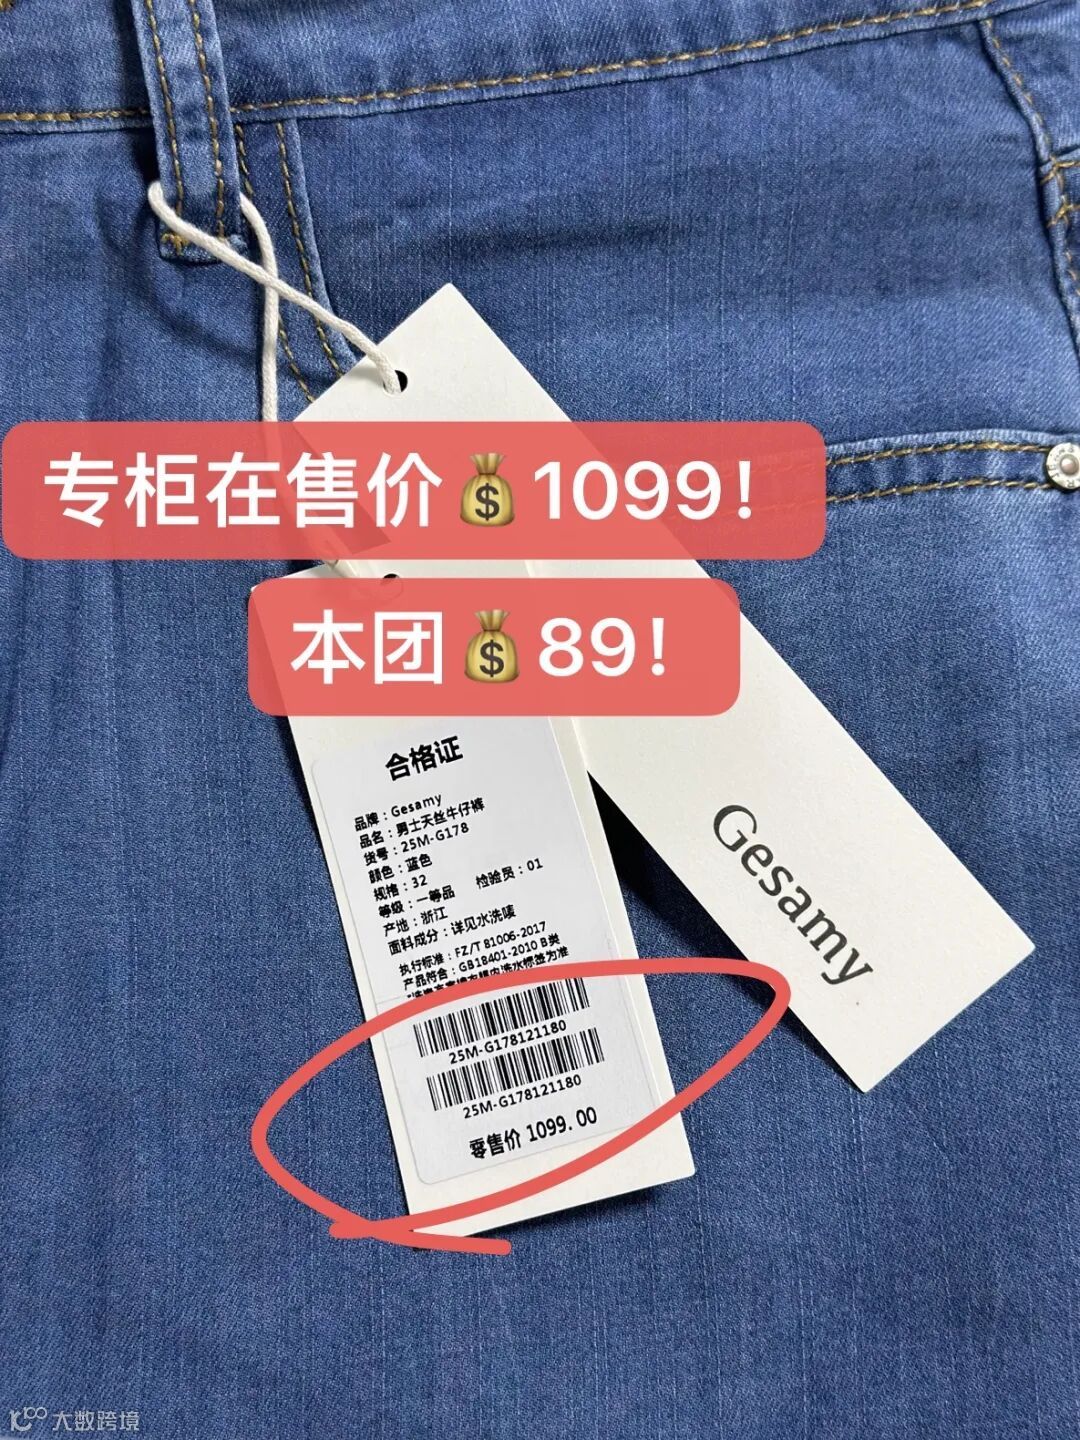 专柜在售价💰1099！
本团💰89！
合格证
品牌：Gesamy
品名：男士天丝牛仔裤
货号：25M-G178
颜色：蓝色
规格：32
等级：一等品 检验员：01
产地：浙江
面料成分：详见水洗唛
执行标准：FZ/T 81006-2017
产品符合：GB18401-2010 B类
25M-G178121180
25M-G178121180
零售价 1099.00
Gesamy
大数跨境